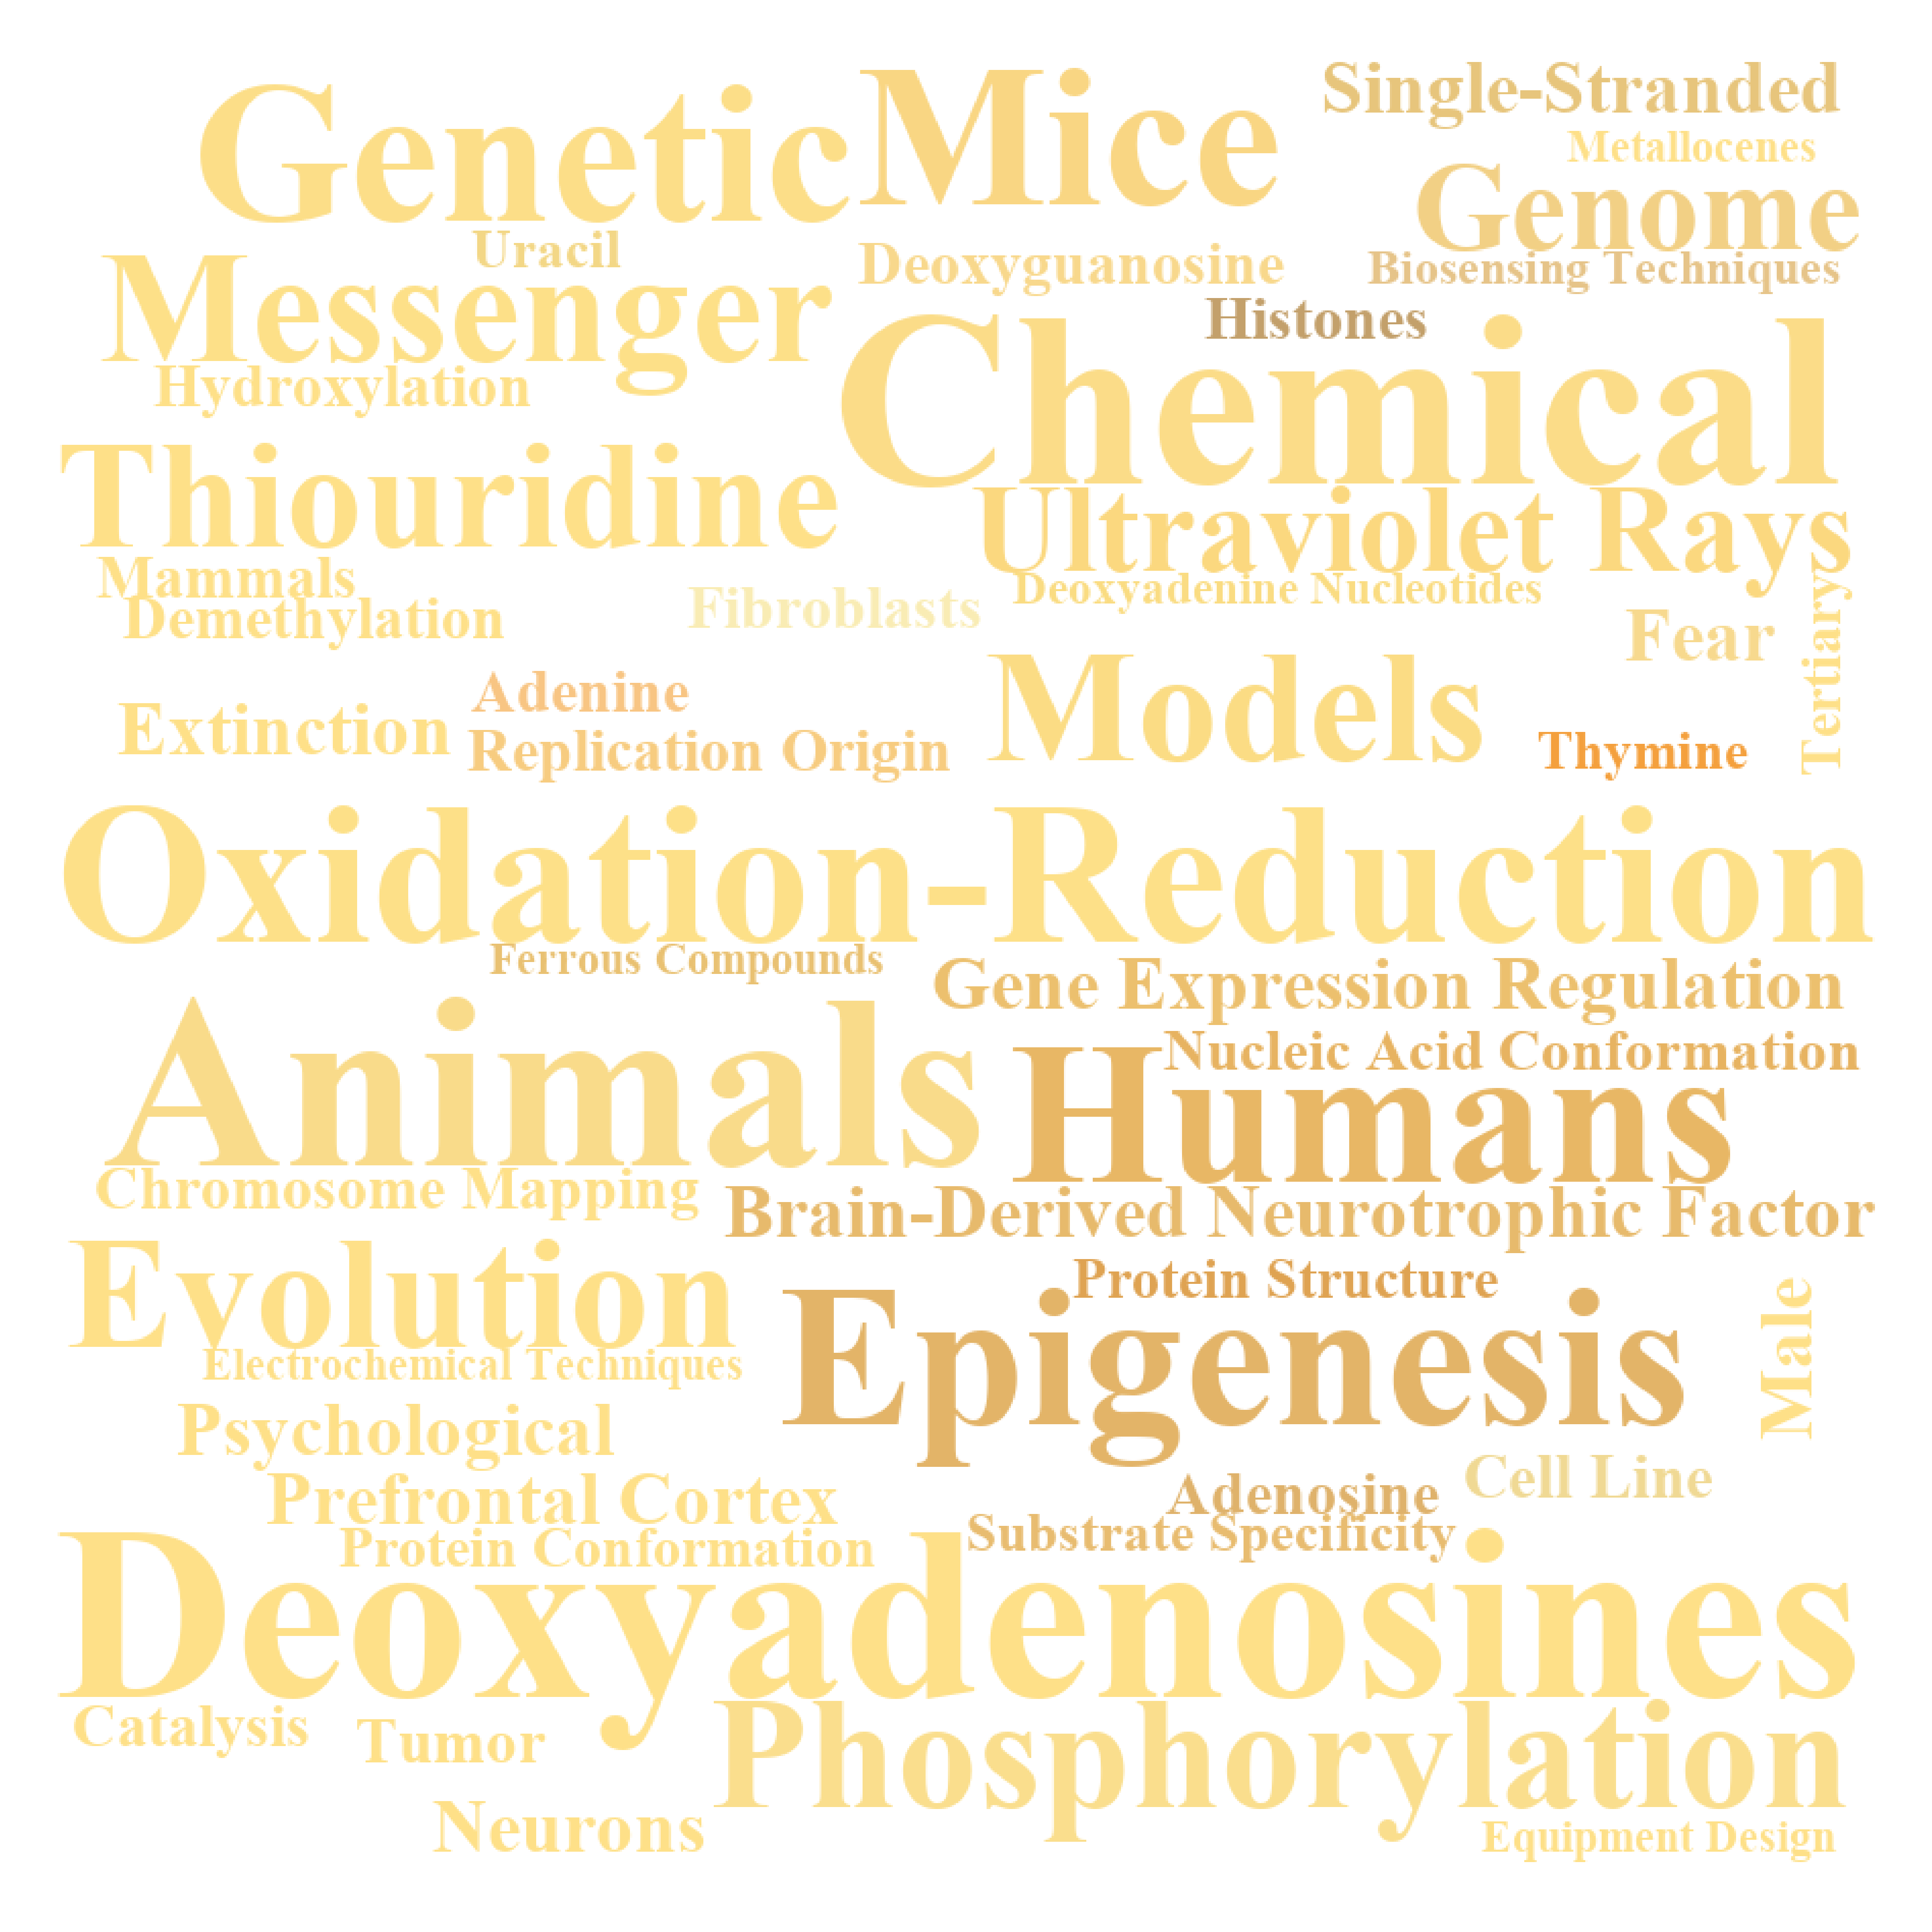 Genetic
Mice
Single-Stranded
Metallocenes
Genome
Uracil
Deoxyguanosine
Biosensing Techniques
Messenger
Histones
Hydroxylation
Chemical
Thiouridine
Ultraviolet Rays
Mammals
Deoxyadenine Nucleotides
Demethylation
Fibroblasts
Fear
Tertiary
Adenine
Models
Extinction
Replication Origin
Thymine
Oxidation-Reduction
Ferrous Compounds
Gene Expression Regulation
Animals
Nucleic Acid Conformation
Humans
Chromosome Mapping
Brain-Derived Neurotrophic Factor
Evolution
Protein Structure
Epigenesis
Male
Electrochemical Techniques
Psychological
Cell Line
Prefrontal Cortex
Adenosine
Protein Conformation
Substrate Specificity
Deoxyadenosines
Catalysis
Tumor
Phosphorylation
Neurons
Equipment Design